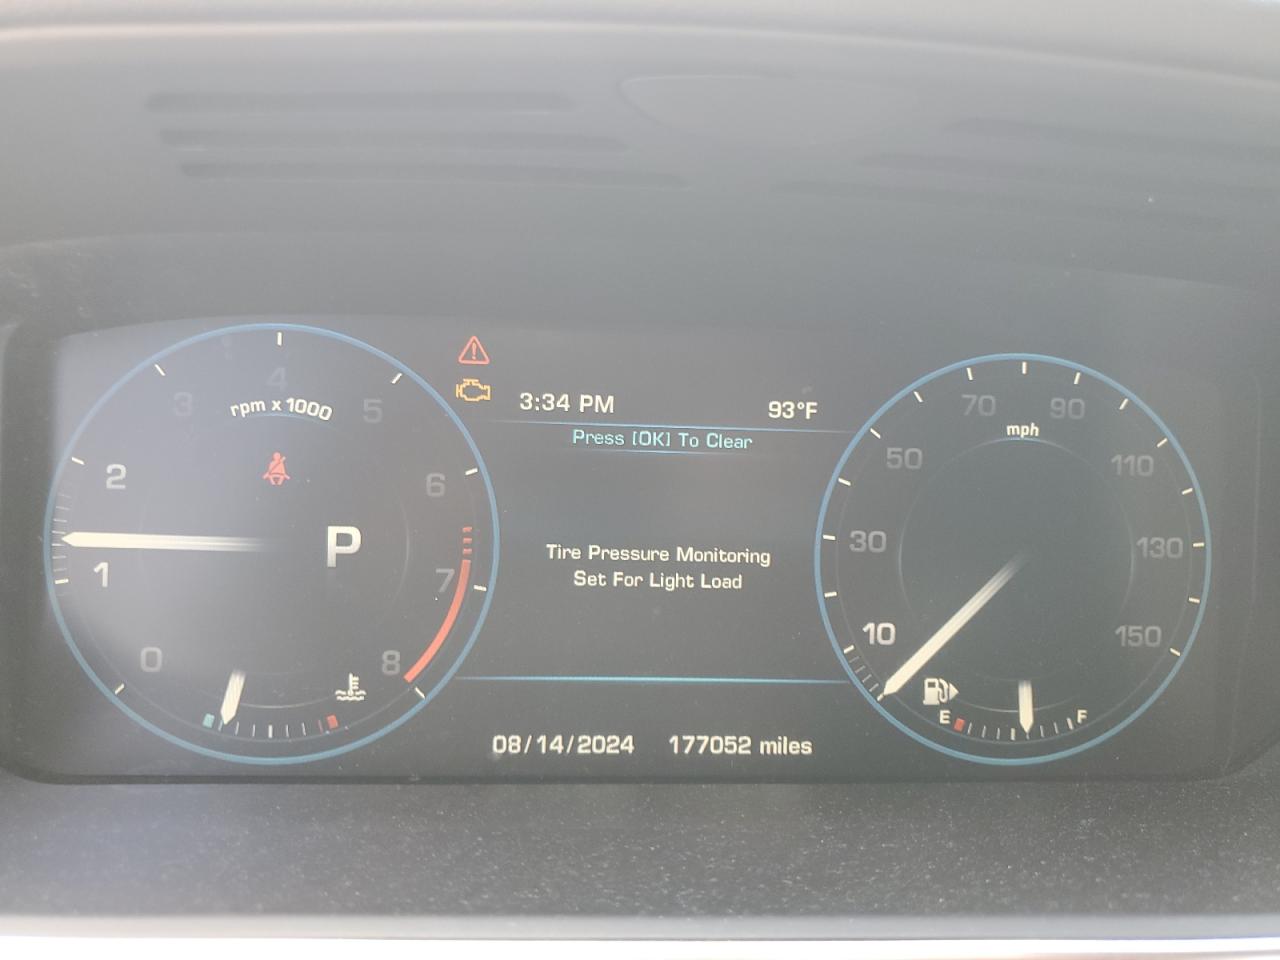 3:34 PM 93°F
Press [OK] To Clear
Tire Pressure Monitoring
Set For Light Load
08/14/2024 177052 miles
0
1
2
3
4
5
6
7
8
rpm x 1000
P
10
30
50
70
90
110
130
150
mph
E
F